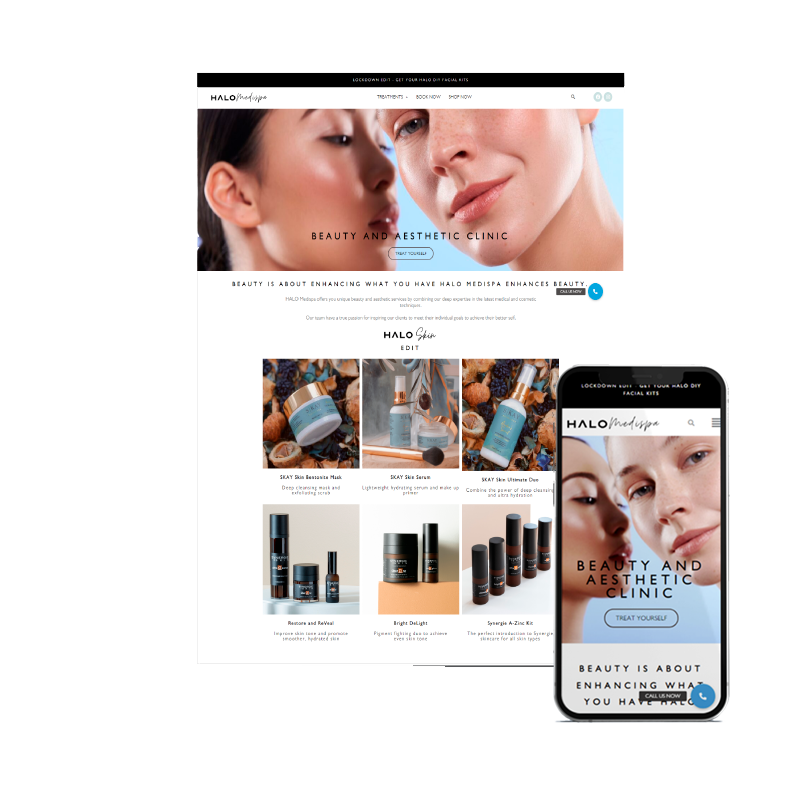 LOCKDOWN EDIT - GET YOUR HALO DIY FACIAL KITS
HALO Medispa
TREATMENTS BOOK NOW SHOP NOW
BEAUTY AND AESTHETIC CLINIC
TREAT YOURSELF
BEAUTY IS ABOUT ENHANCING WHAT YOU HAVE HALO MEDISPA ENHANCES BEAUTY.
CALL US NOW
HALO Medispa offers you unique beauty and aesthetic services by combining our deep expertise in the latest medical and cosmetic
techniques.
Our team have a true passion for inspiring our clients to meet their individual goals to achieve their better self.
HALO Skin
EDIT
SKAY Skin Bentonite Mask
Deep cleansing mask and
exfoliating scrub
SKAY Skin Serum
Lightweight hydrating serum and make up
primer
SKAY Skin Ultimate Duo
Combine the power of deep cleansing
and ultra hydration
Restore and ReVeal
Improve skin tone and promote
smoother, hydrated skin
Bright DeLight
Pigment fighting duo to achieve
even skin tone
Synergie A-Zinc Kit
The perfect introduction to Synergie
skincare for all skin types
LOCKDOWN EDIT - GET YOUR HALO DIY
FACIAL KITS
HALO Medispa
BEAUTY AND
AESTHETIC
CLINIC
TREAT YOURSELF
BEAUTY IS ABOUT
ENHANCING WHAT
YOU HAVE HALO
CALL US NOW